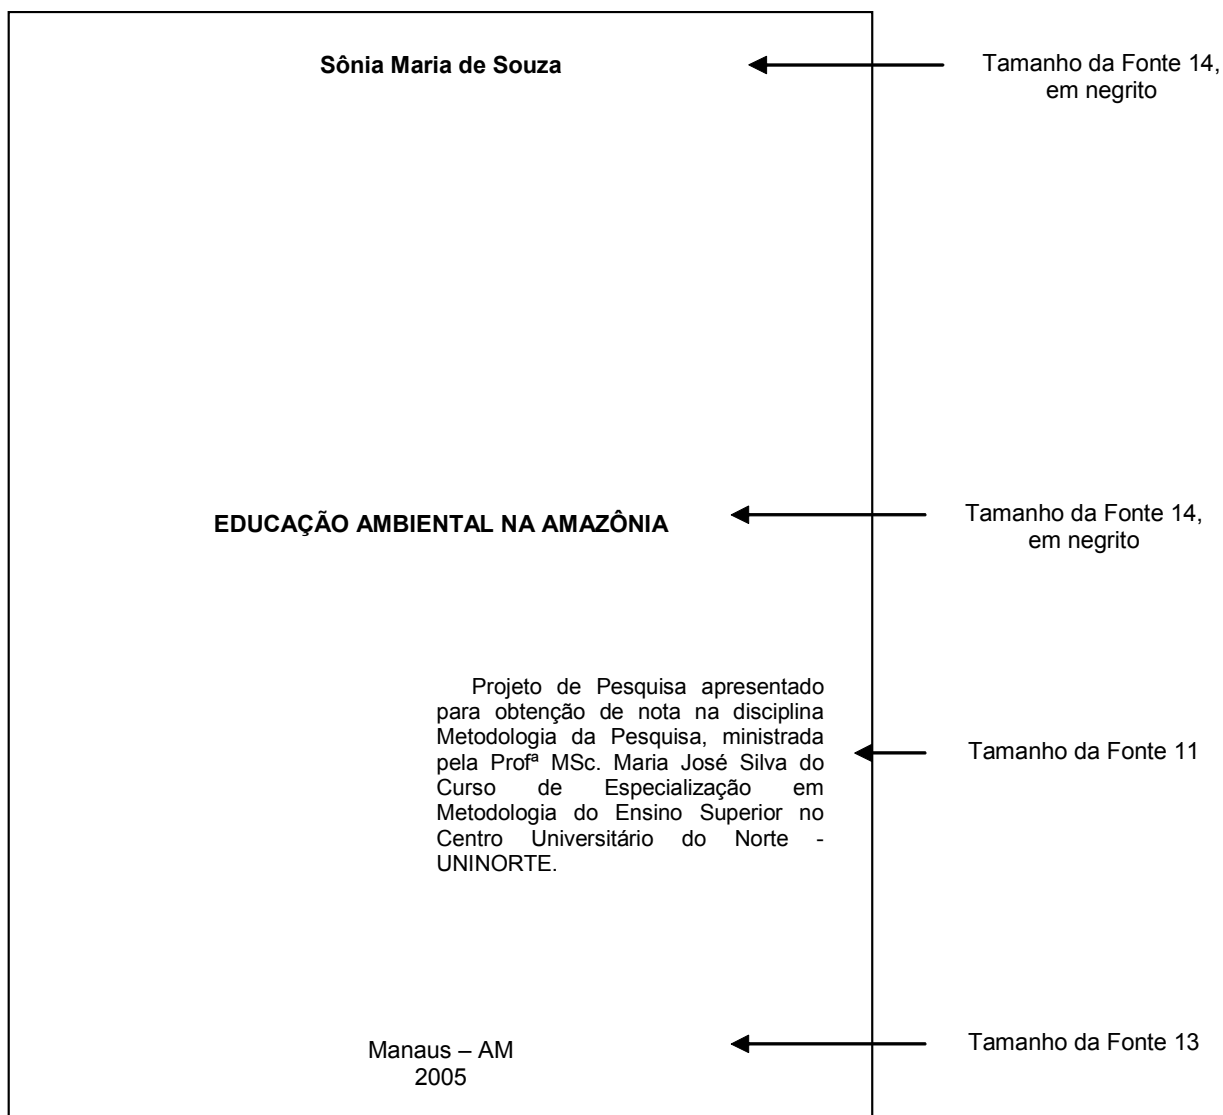 Sônia Maria de Souza
Tamanho da Fonte 14,
em negrito
EDUCAÇÃO AMBIENTAL NA AMAZÔNIA
Tamanho da Fonte 14,
em negrito
Projeto de Pesquisa apresentado
para obtenção de nota na disciplina
Metodologia da Pesquisa, ministrada
pela Profª MSc. Maria José Silva do
Curso de Especialização em
Metodologia do Ensino Superior no
Centro Universitário do Norte -
UNINORTE.
Tamanho da Fonte 11
Manaus – AM
2005
Tamanho da Fonte 13